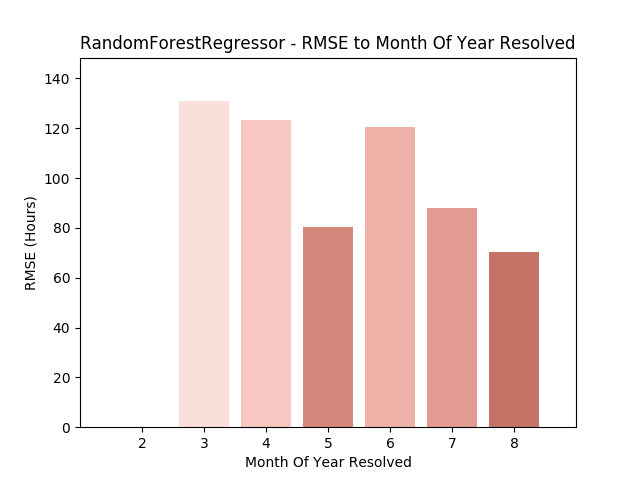 RandomForestRegressor - RMSE to Month Of Year Resolved
140
120
100
80
60
40
20
0
RMSE (Hours)
2 3 4 5 6 7 8
Month Of Year Resolved